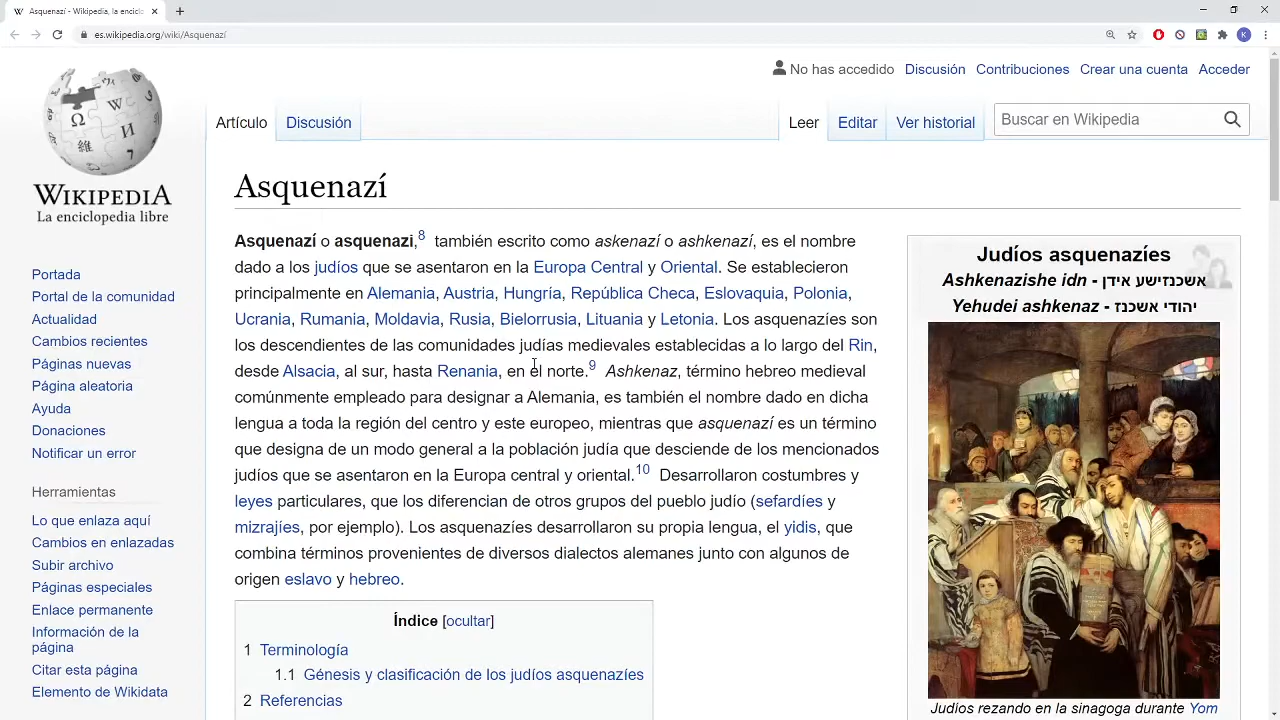 Asquenazí - Wikipedia, la enciclo
es.wikipedia.org/wiki/Asquenazí
K
No has accedido Discusión Contribuciones Crear una cuenta Acceder
Artículo Discusión Leer Editar Ver historial Buscar en Wikipedia
WIKIPEDIA
La enciclopedia libre
Portada
Portal de la comunidad
Actualidad
Cambios recientes
Páginas nuevas
Página aleatoria
Ayuda
Donaciones
Notificar un error
Herramientas
Lo que enlaza aquí
Cambios en enlazadas
Subir archivo
Páginas especiales
Enlace permanente
Información de la
página
Citar esta página
Elemento de Wikidata
Asquenazí
Asquenazí o asquenazi,8 también escrito como askenazí o ashkenazí, es el nombre
dado a los judíos que se asentaron en la Europa Central y Oriental. Se establecieron
principalmente en Alemania, Austria, Hungría, República Checa, Eslovaquia, Polonia,
Ucrania, Rumania, Moldavia, Rusia, Bielorrusia, Lituania y Letonia. Los asquenazíes son
los descendientes de las comunidades judías medievales establecidas a lo largo del Rin,
desde Alsacia, al sur, hasta Renania, en el norte.9 Ashkenaz, término hebreo medieval
comúnmente empleado para designar a Alemania, es también el nombre dado en dicha
lengua a toda la región del centro y este europeo, mientras que asquenazí es un término
que designa de un modo general a la población judía que desciende de los mencionados
judíos que se asentaron en la Europa central y oriental.10 Desarrollaron costumbres y
leyes particulares, que los diferencian de otros grupos del pueblo judío (sefardíes y
mizrajíes, por ejemplo). Los asquenazíes desarrollaron su propia lengua, el yidis, que
combina términos provenientes de diversos dialectos alemanes junto con algunos de
origen eslavo y hebreo.
Índice [ocultar]
1 Terminología
1.1 Génesis y clasificación de los judíos asquenazíes
2 Referencias
Judíos asquenazíes
Ashkenazishe idn - אשכנזישע אידן
Yehudei ashkenaz - יהודי אשכנז
Judíos rezando en la sinagoga durante Yom